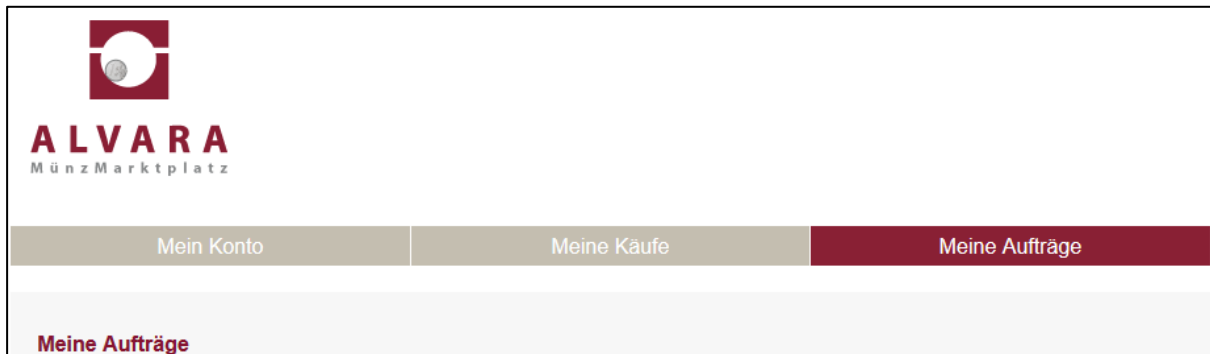 ALVARA
MünzMarktplatz
Mein Konto Meine Käufe Meine Aufträge
Meine Aufträge